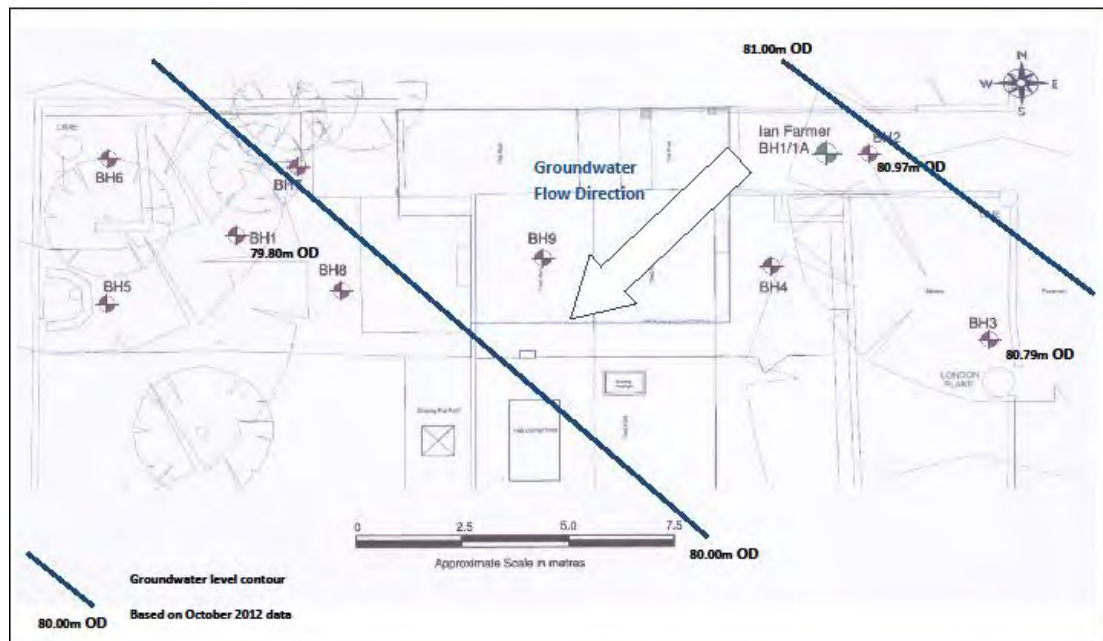 81.00m OD
N
W E
S
LIME
BH6
BH7
Ian Farmer
BH1/1A
BH2
80.97m OD
Groundwater
Flow Direction
BH1
79.80m OD
BH9
BH8
BH5
BH4
BH3
80.79m OD
LONDON
PLANE
0 2.5 5.0 7.5
Approximate Scale in metres
80.00m OD
Groundwater level contour
80.00m OD
Based on October 2012 data